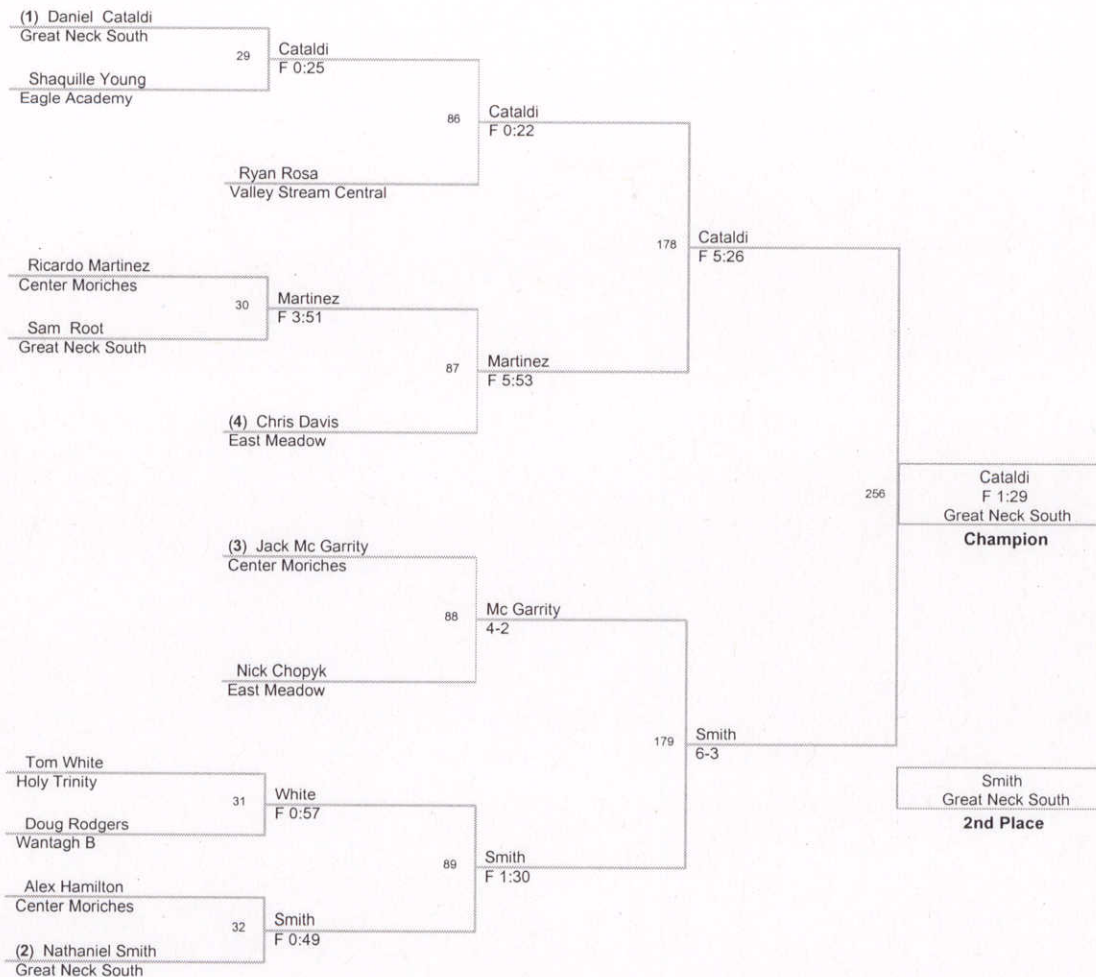 (1) Daniel Cataldi
Great Neck South
29
Cataldi
F 0:25
Shaquille Young
Eagle Academy
86
Cataldi
F 0:22
Ryan Rosa
Valley Stream Central
178
Cataldi
F 5:26
Ricardo Martinez
Center Moriches
30
Martinez
F 3:51
Sam Root
Great Neck South
87
Martinez
F 5:53
(4) Chris Davis
East Meadow
256
Cataldi
F 1:29
Great Neck South
Champion
(3) Jack Mc Garrity
Center Moriches
88
Mc Garrity
4-2
Nick Chopyk
East Meadow
179
Smith
6-3
Tom White
Holy Trinity
31
White
F 0:57
Doug Rodgers
Wantagh B
89
Smith
F 1:30
Alex Hamilton
Center Moriches
32
Smith
F 0:49
(2) Nathaniel Smith
Great Neck South
Smith
Great Neck South
2nd Place